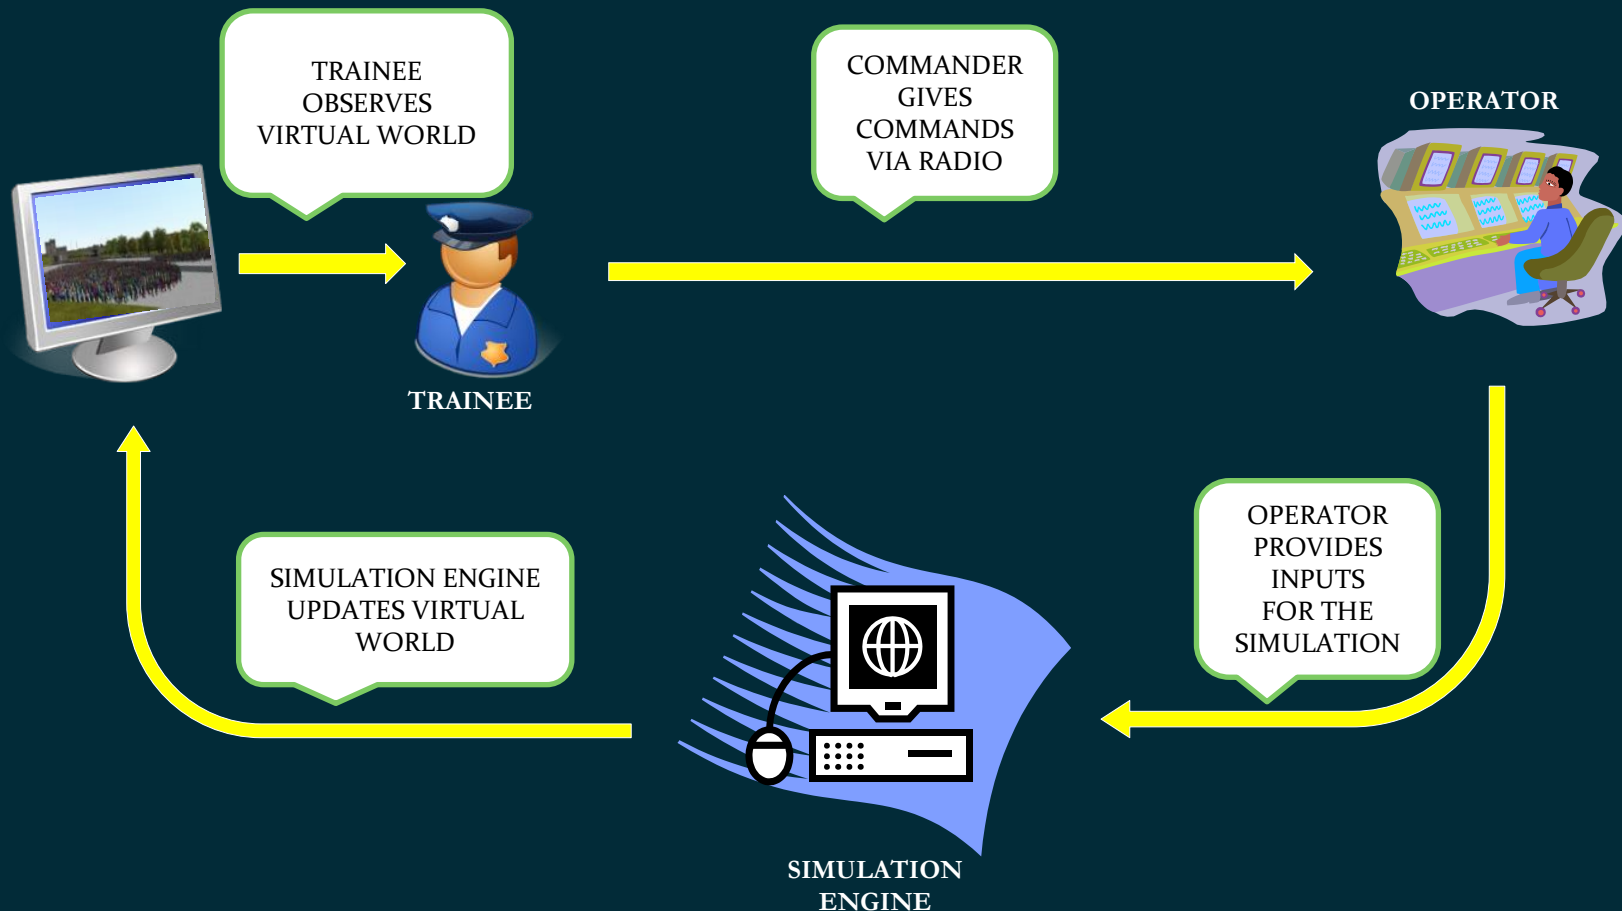 TRAINEE
OBSERVES
VIRTUAL WORLD
COMMANDER
GIVES
COMMANDS
VIA RADIO
OPERATOR
TRAINEE
OPERATOR
PROVIDES
INPUTS
FOR THE
SIMULATION
SIMULATION ENGINE
UPDATES VIRTUAL
WORLD
SIMULATION
ENGINE